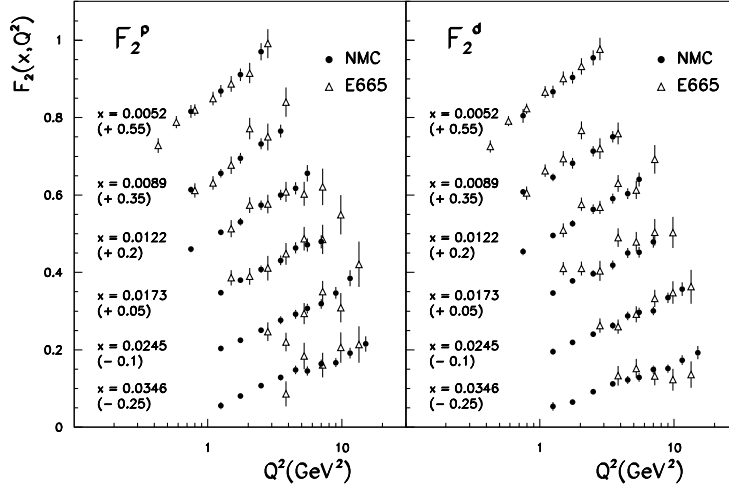 F₂(x,Q²)
1
0.8
0.6
0.4
0.2
0
F₂ᵖ
● NMC
△ E665
x = 0.0052
(+ 0.55)
x = 0.0089
(+ 0.35)
x = 0.0122
(+ 0.2)
x = 0.0173
(+ 0.05)
x = 0.0245
(− 0.1)
x = 0.0346
(− 0.25)
1
10
Q²(GeV²)
F₂ᵈ
● NMC
△ E665
x = 0.0052
(+ 0.55)
x = 0.0089
(+ 0.35)
x = 0.0122
(+ 0.2)
x = 0.0173
(+ 0.05)
x = 0.0245
(− 0.1)
x = 0.0346
(− 0.25)
1
10
Q²(GeV²)